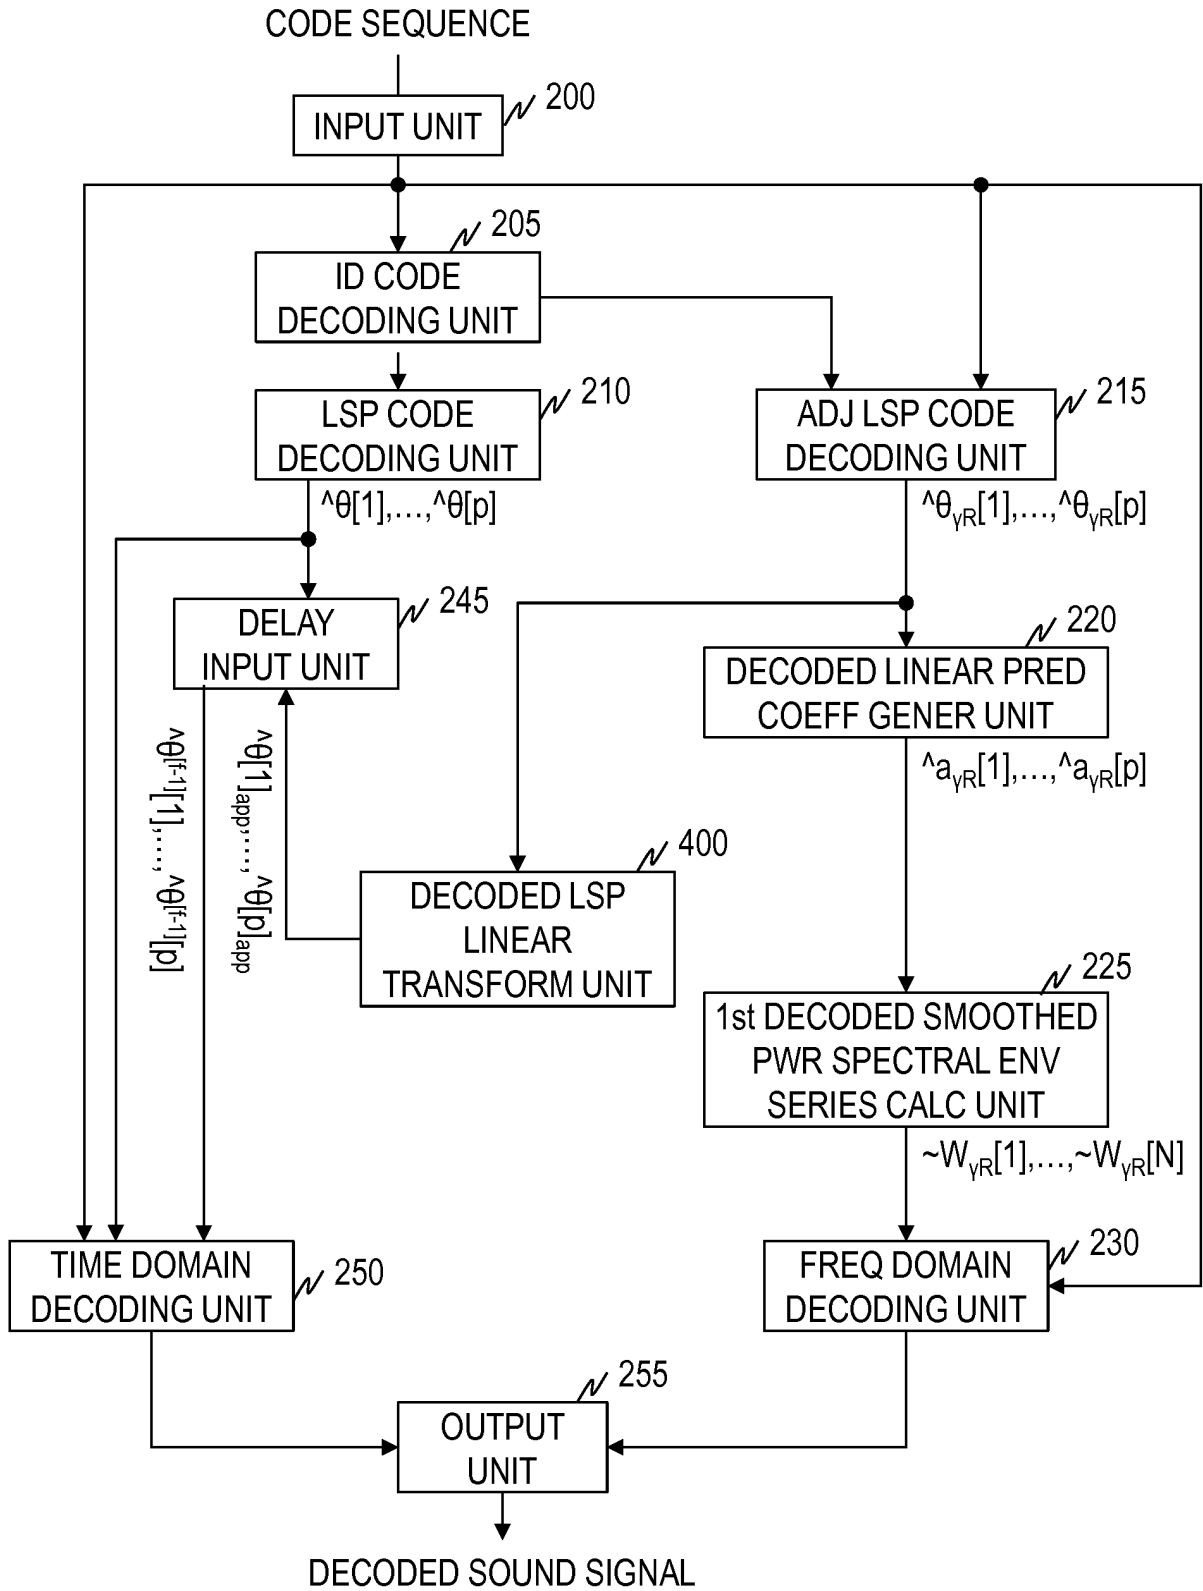 CODE SEQUENCE
INPUT UNIT
200
205
ID CODE
DECODING UNIT
210
LSP CODE
DECODING UNIT
215
ADJ LSP CODE
DECODING UNIT
^θ[1],…,^θ[p]
^θγR[1],…,^θγR[p]
245
DELAY
INPUT UNIT
220
DECODED LINEAR PRED
COEFF GENER UNIT
^aγR[1],…,^aγR[p]
^θ[f-1][1],…,^θ[f-1][p]
^θ[1]app,…,^θ[p]app
400
DECODED LSP
LINEAR
TRANSFORM UNIT
225
1st DECODED SMOOTHED
PWR SPECTRAL ENV
SERIES CALC UNIT
~WγR[1],…,~WγR[N]
TIME DOMAIN
DECODING UNIT
250
FREQ DOMAIN
DECODING UNIT
230
255
OUTPUT
UNIT
DECODED SOUND SIGNAL